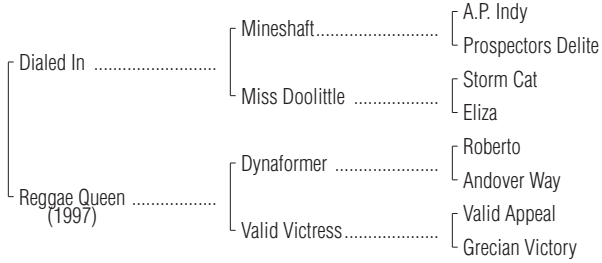 A.P. Indy
Mineshaft
Prospectors Delite
Dialed In
Storm Cat
Miss Doolittle
Eliza
Roberto
Dynaformer
Andover Way
Reggae Queen
(1997)
Valid Appeal
Valid Victress
Grecian Victory